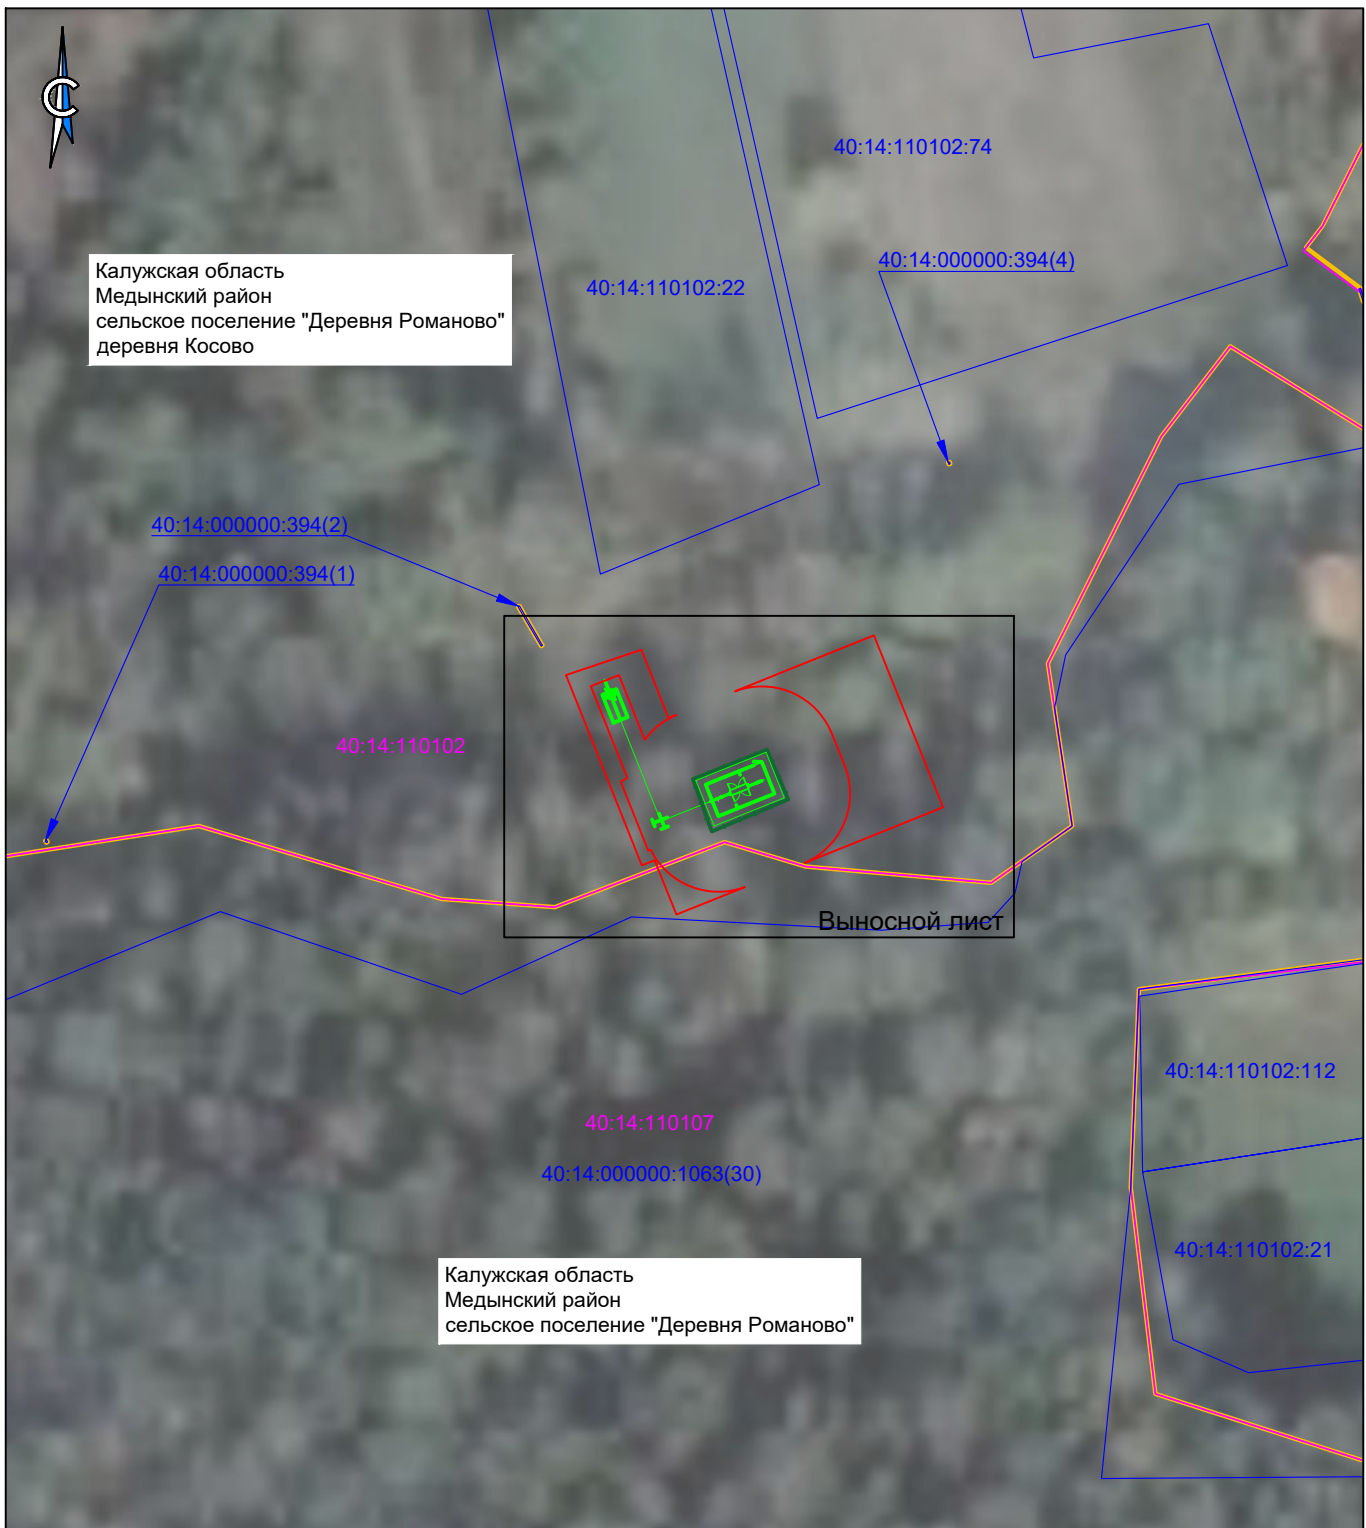 С
40:14:110102:74
Калужская область
Медынский район
сельское поселение "Деревня Романово"
деревня Косово
40:14:000000:394(4)
40:14:110102:22
40:14:000000:394(2)
40:14:000000:394(1)
40:14:110102
Выносной лист
40:14:110102:112
40:14:110107
40:14:000000:1063(30)
40:14:110102:21
Калужская область
Медынский район
сельское поселение "Деревня Романово"